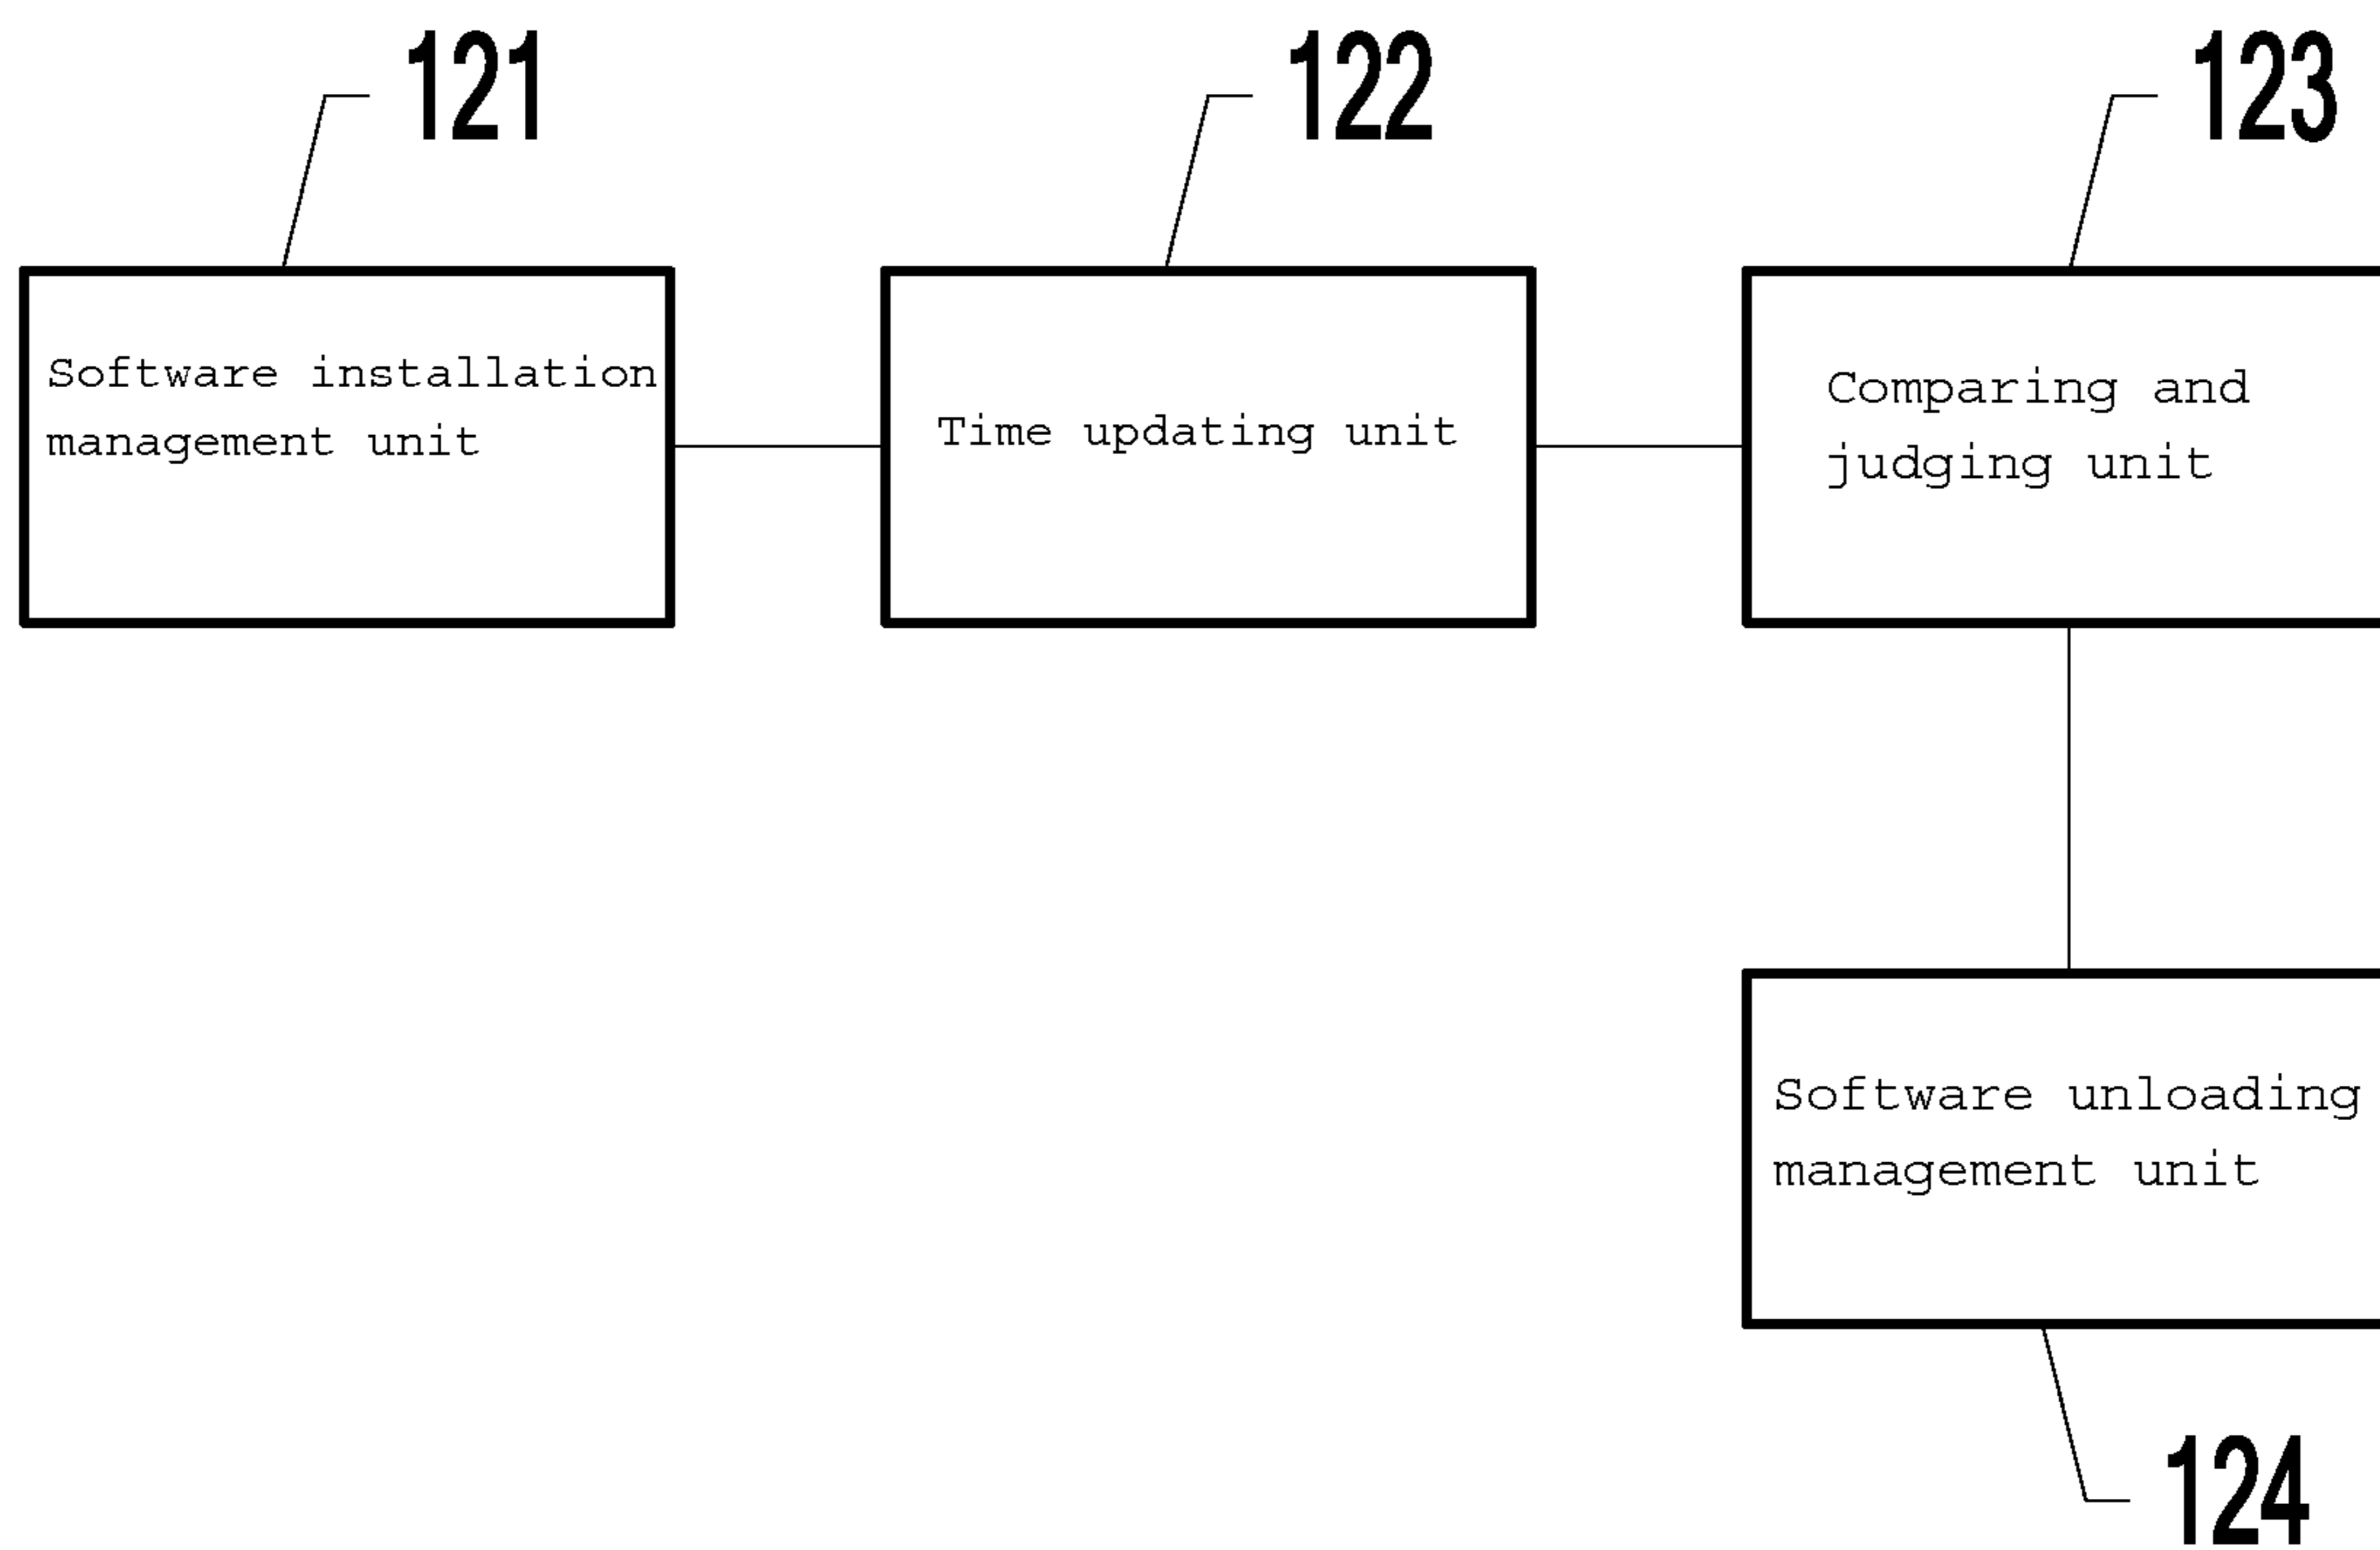 121
122
123
Software installation
management unit
Time updating unit
Comparing and
judging unit
Software unloading
management unit
124